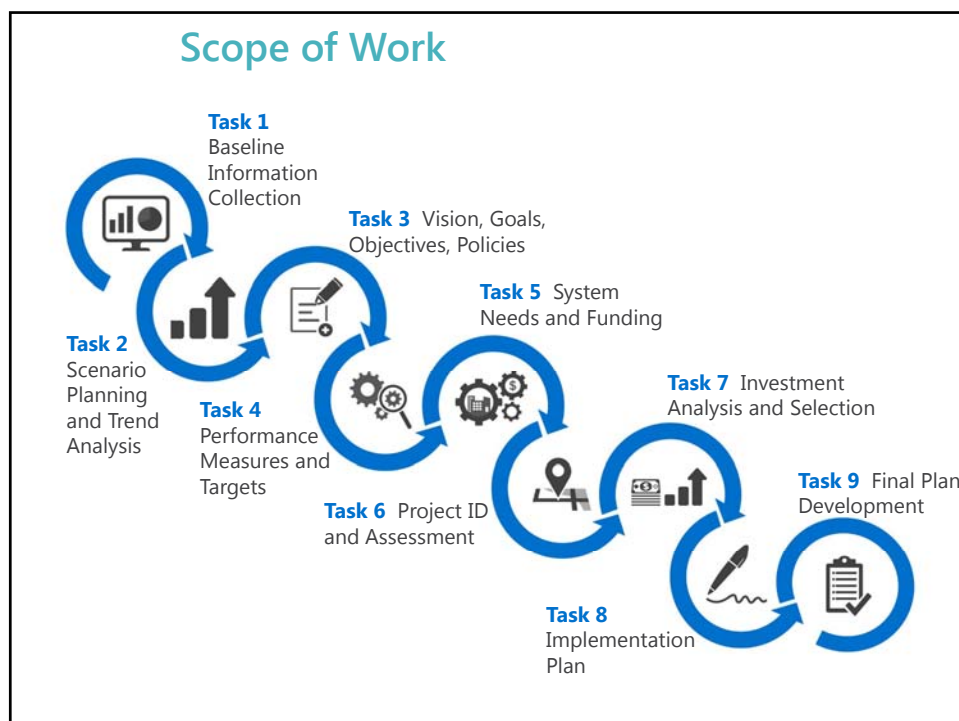 Scope of Work
Task 1
Baseline
Information
Collection
Task 2
Scenario
Planning
and Trend
Analysis
Task 3 Vision, Goals,
Objectives, Policies
Task 4
Performance
Measures and
Targets
Task 5 System
Needs and Funding
Task 6 Project ID
and Assessment
Task 7 Investment
Analysis and Selection
Task 8
Implementation
Plan
Task 9 Final Plan
Development